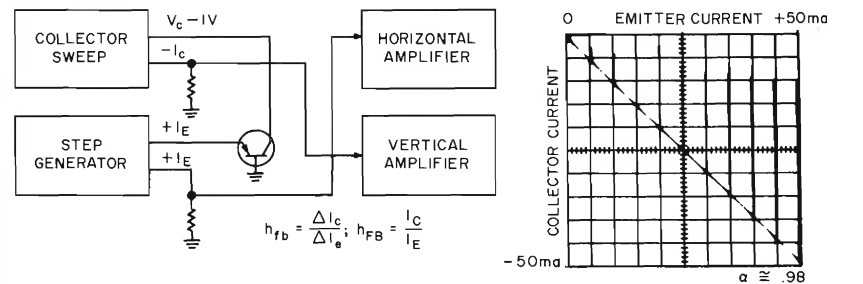 COLLECTOR
SWEEP
Vc – 1V
– Ic
HORIZONTAL
AMPLIFIER
STEP
GENERATOR
+ IE
+ IE
VERTICAL
AMPLIFIER
hfb = ΔIc/ΔIe; hFB = IC/IE
0 EMITTER CURRENT +50ma
COLLECTOR CURRENT
–50ma
α ≅ .98